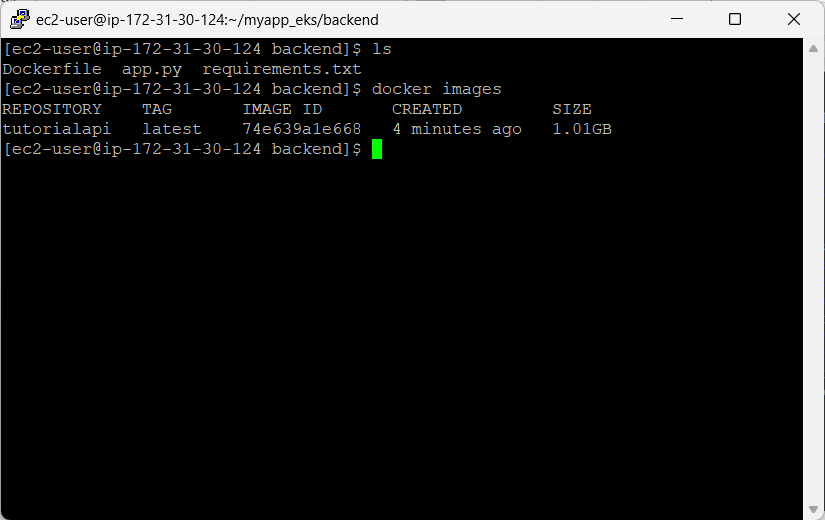 ec2-user@ip-172-31-30-124:~/myapp_eks/backend
[ec2-user@ip-172-31-30-124 backend]$ ls
Dockerfile  app.py  requirements.txt
[ec2-user@ip-172-31-30-124 backend]$ docker images
REPOSITORY    TAG       IMAGE ID       CREATED         SIZE
tutorialapi   latest    74e639a1e668   4 minutes ago   1.01GB
[ec2-user@ip-172-31-30-124 backend]$